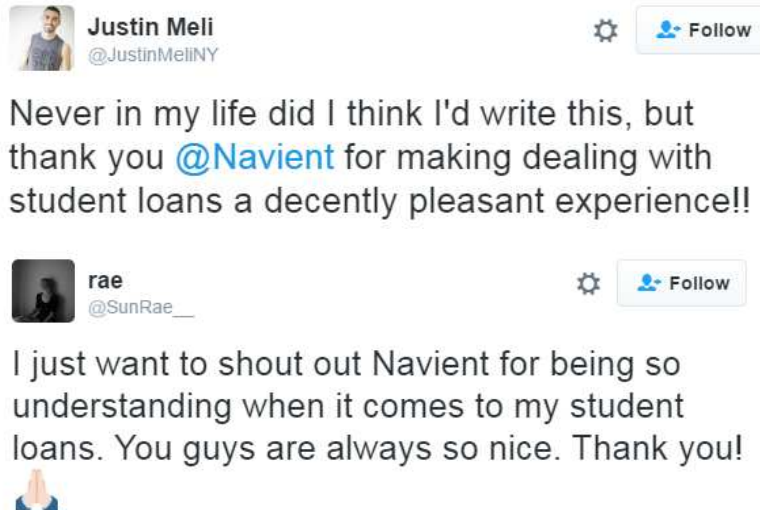 Justin Meli
@JustinMeliNY
Follow
Never in my life did I think I'd write this, but
thank you @Navient for making dealing with
student loans a decently pleasant experience!!
rae
@SunRae__
Follow
I just want to shout out Navient for being so
understanding when it comes to my student
loans. You guys are always so nice. Thank you!